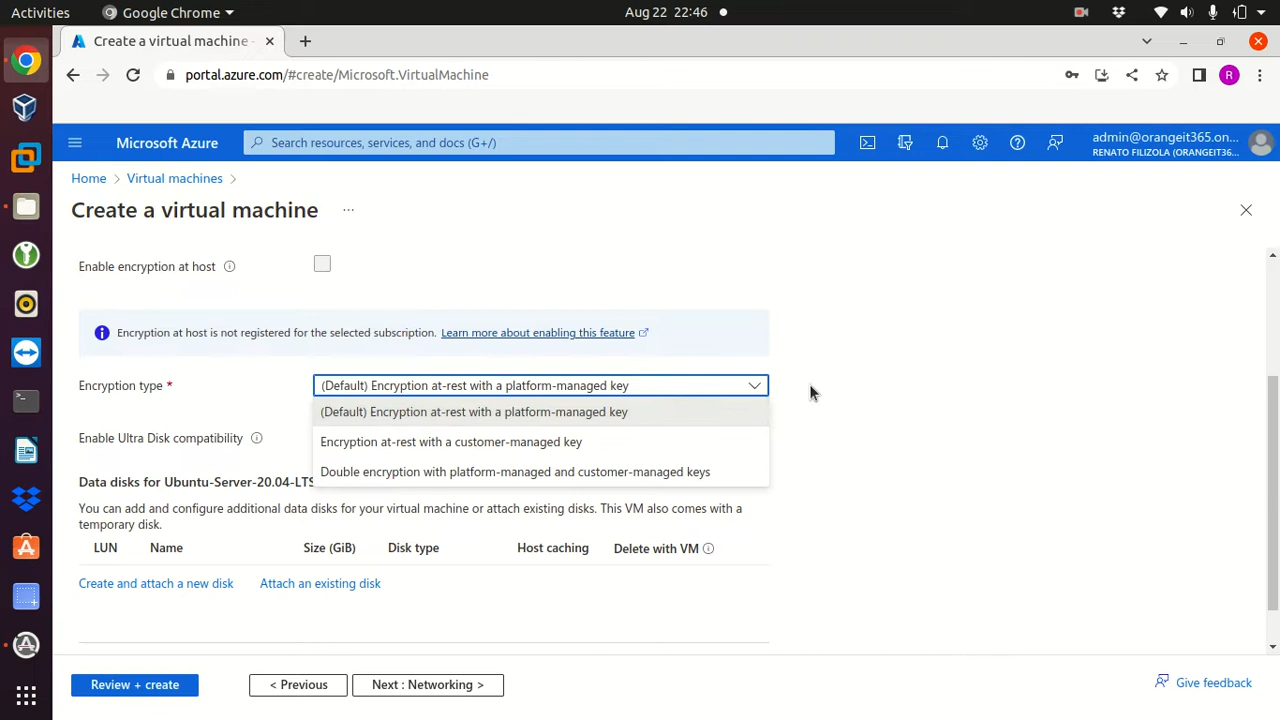 Activities
Google Chrome
Aug 22 22:46
Create a virtual machine -
portal.azure.com/#create/Microsoft.VirtualMachine
R
Microsoft Azure
Search resources, services, and docs (G+/)
admin@orangeit365.on...
RENATO FILIZOLA (ORANGEIT36...
Home > Virtual machines >
Create a virtual machine ...
Enable encryption at host
Encryption at host is not registered for the selected subscription. Learn more about enabling this feature
Encryption type *
(Default) Encryption at-rest with a platform-managed key
(Default) Encryption at-rest with a platform-managed key
Encryption at-rest with a customer-managed key
Enable Ultra Disk compatibility
Double encryption with platform-managed and customer-managed keys
Data disks for Ubuntu-Server-20.04-LTS
You can add and configure additional data disks for your virtual machine or attach existing disks. This VM also comes with a
temporary disk.
LUN Name Size (GiB) Disk type Host caching Delete with VM
Create and attach a new disk Attach an existing disk
Review + create < Previous Next : Networking > Give feedback